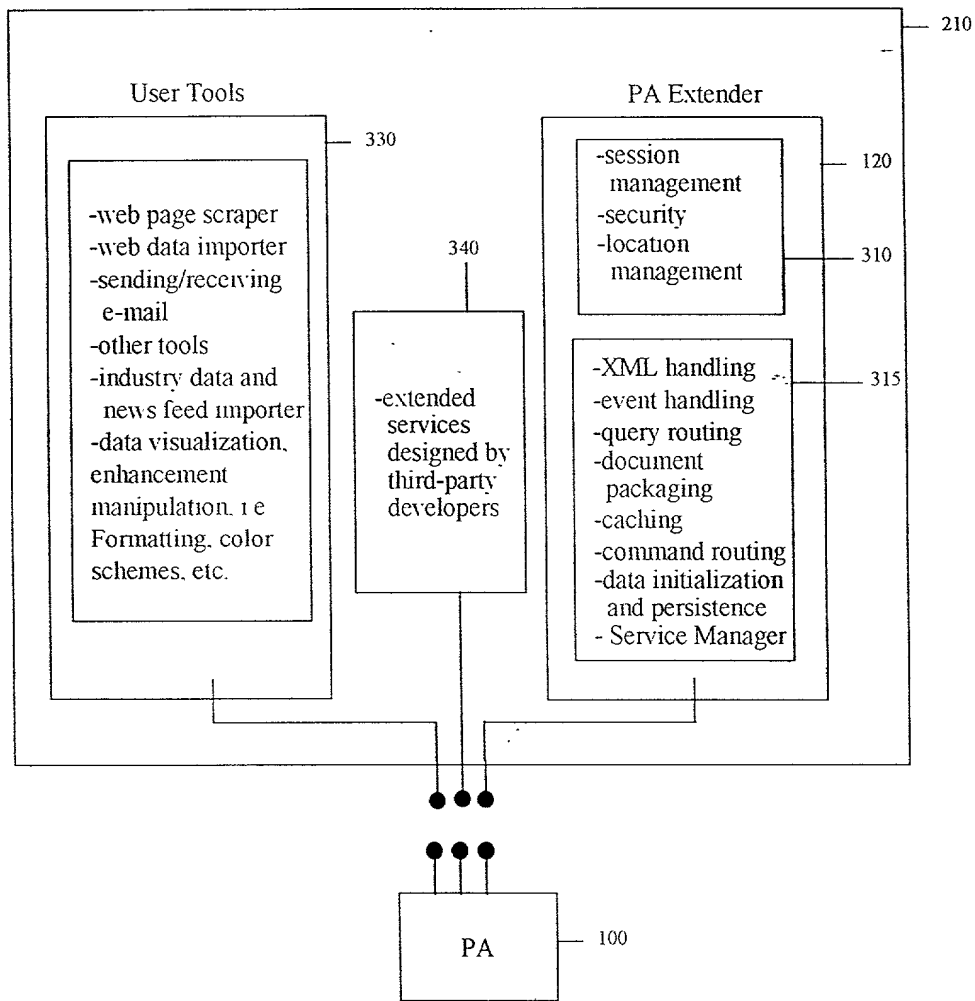 210
User Tools
330
-web page scraper
-web data importer
-sending/receiving
e-mail
-other tools
-industry data and
news feed importer
-data visualization,
enhancement
manipulation. i e
Formatting, color
schemes, etc.
340
-extended
services
designed by
third-party
developers
PA Extender
120
-session
management
-security
-location
management
310
-XML handling
315
-event handling
-query routing
-document
packaging
-caching
-command routing
-data initialization
and persistence
- Service Manager
PA
100